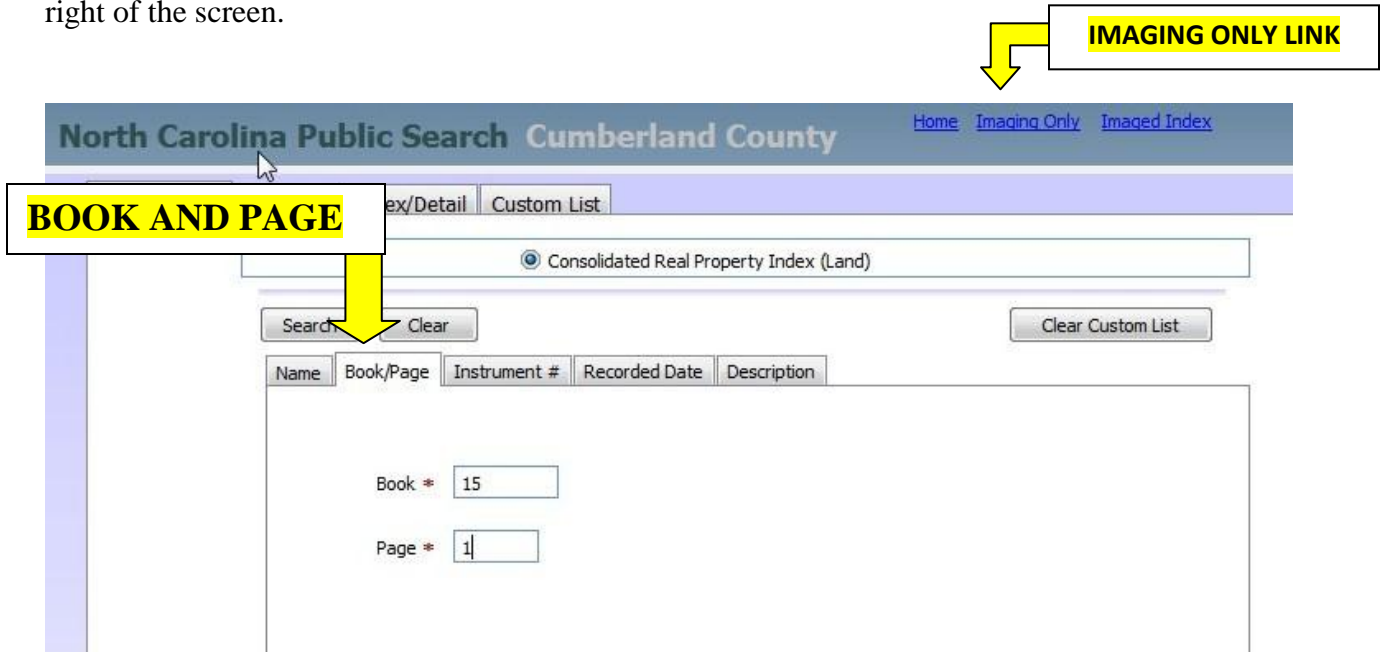 right of the screen.
IMAGING ONLY LINK
North Carolina Public Search Cumberland County Home Imaging Only Imaged Index
BOOK AND PAGE
ex/Detail Custom List
Consolidated Real Property Index (Land)
Search Clear Clear Custom List
Name Book/Page Instrument # Recorded Date Description
Book * 15
Page * 1